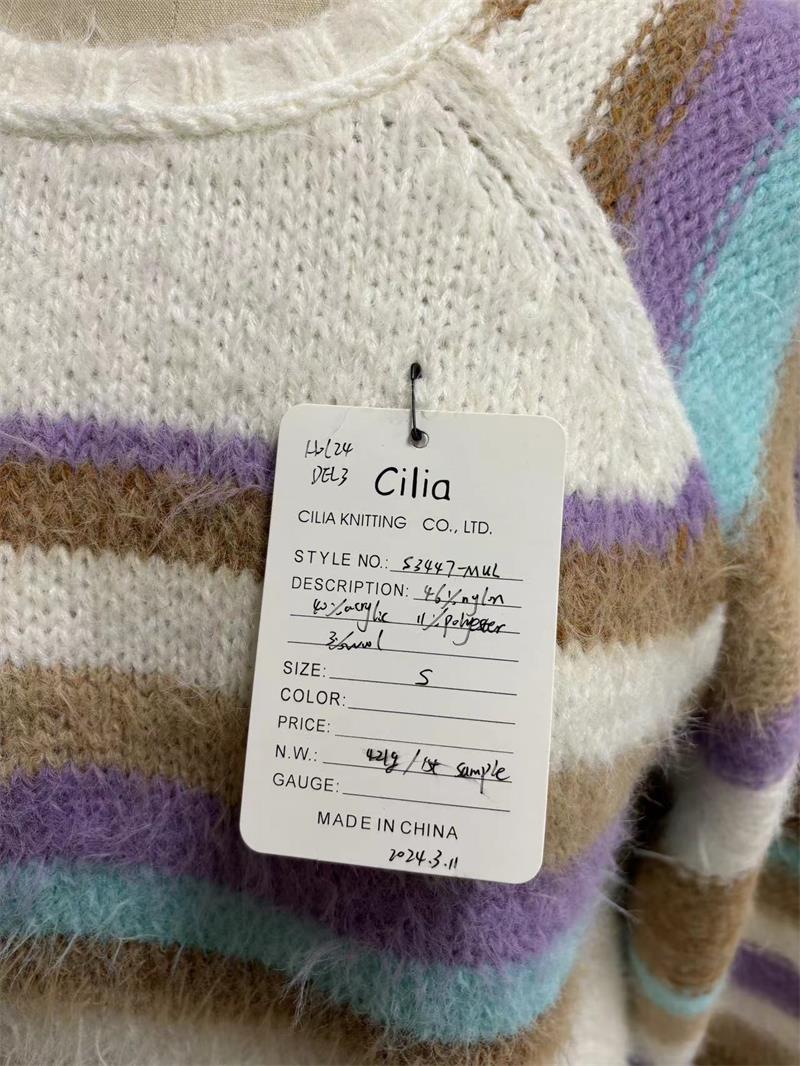 Hol24
DEL3
Cilia
CILIA KNITTING CO., LTD.
STYLE NO.: S3447-MUL
DESCRIPTION: 46%nylon
40%acrylic 11%polyester
3%wool
SIZE: S
COLOR:
PRICE:
N.W.: 421g/1st sample
GAUGE:
MADE IN CHINA
2024.3.11